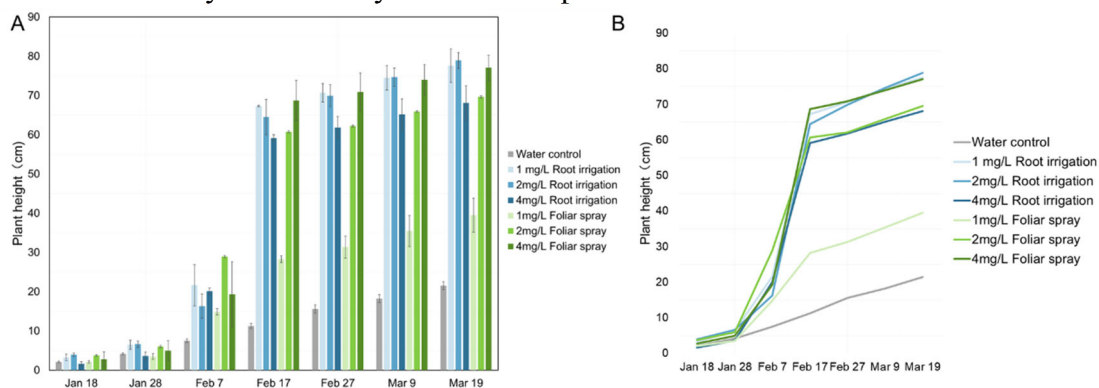 A
Plant height (cm)
90
80
70
60
50
40
30
20
10
0
Jan 18 Jan 28 Feb 7 Feb 17 Feb 27 Mar 9 Mar 19
Water control
1 mg/L Root irrigation
2mg/L Root irrigation
4mg/L Root irrigation
1mg/L Foliar spray
2mg/L Foliar spray
4mg/L Foliar spray
B
Plant height (cm)
90
80
70
60
50
40
30
20
10
0
Jan 18 Jan 28 Feb 7 Feb 17 Feb 27 Mar 9 Mar 19
Water control
1 mg/L Root irrigation
2mg/L Root irrigation
4mg/L Root irrigation
1mg/L Foliar spray
2mg/L Foliar spray
4mg/L Foliar spray